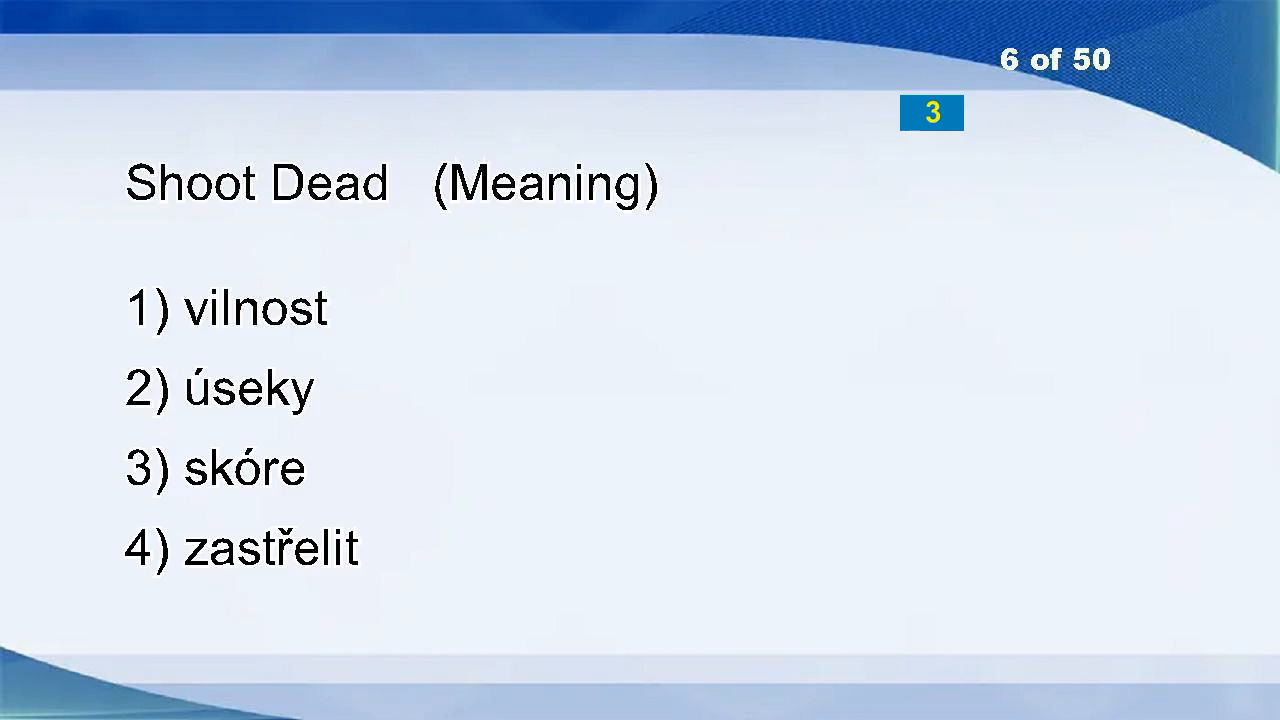 6 of 50
3
Shoot Dead (Meaning)
1) vilnost
2) úseky
3) skóre
4) zastřelit